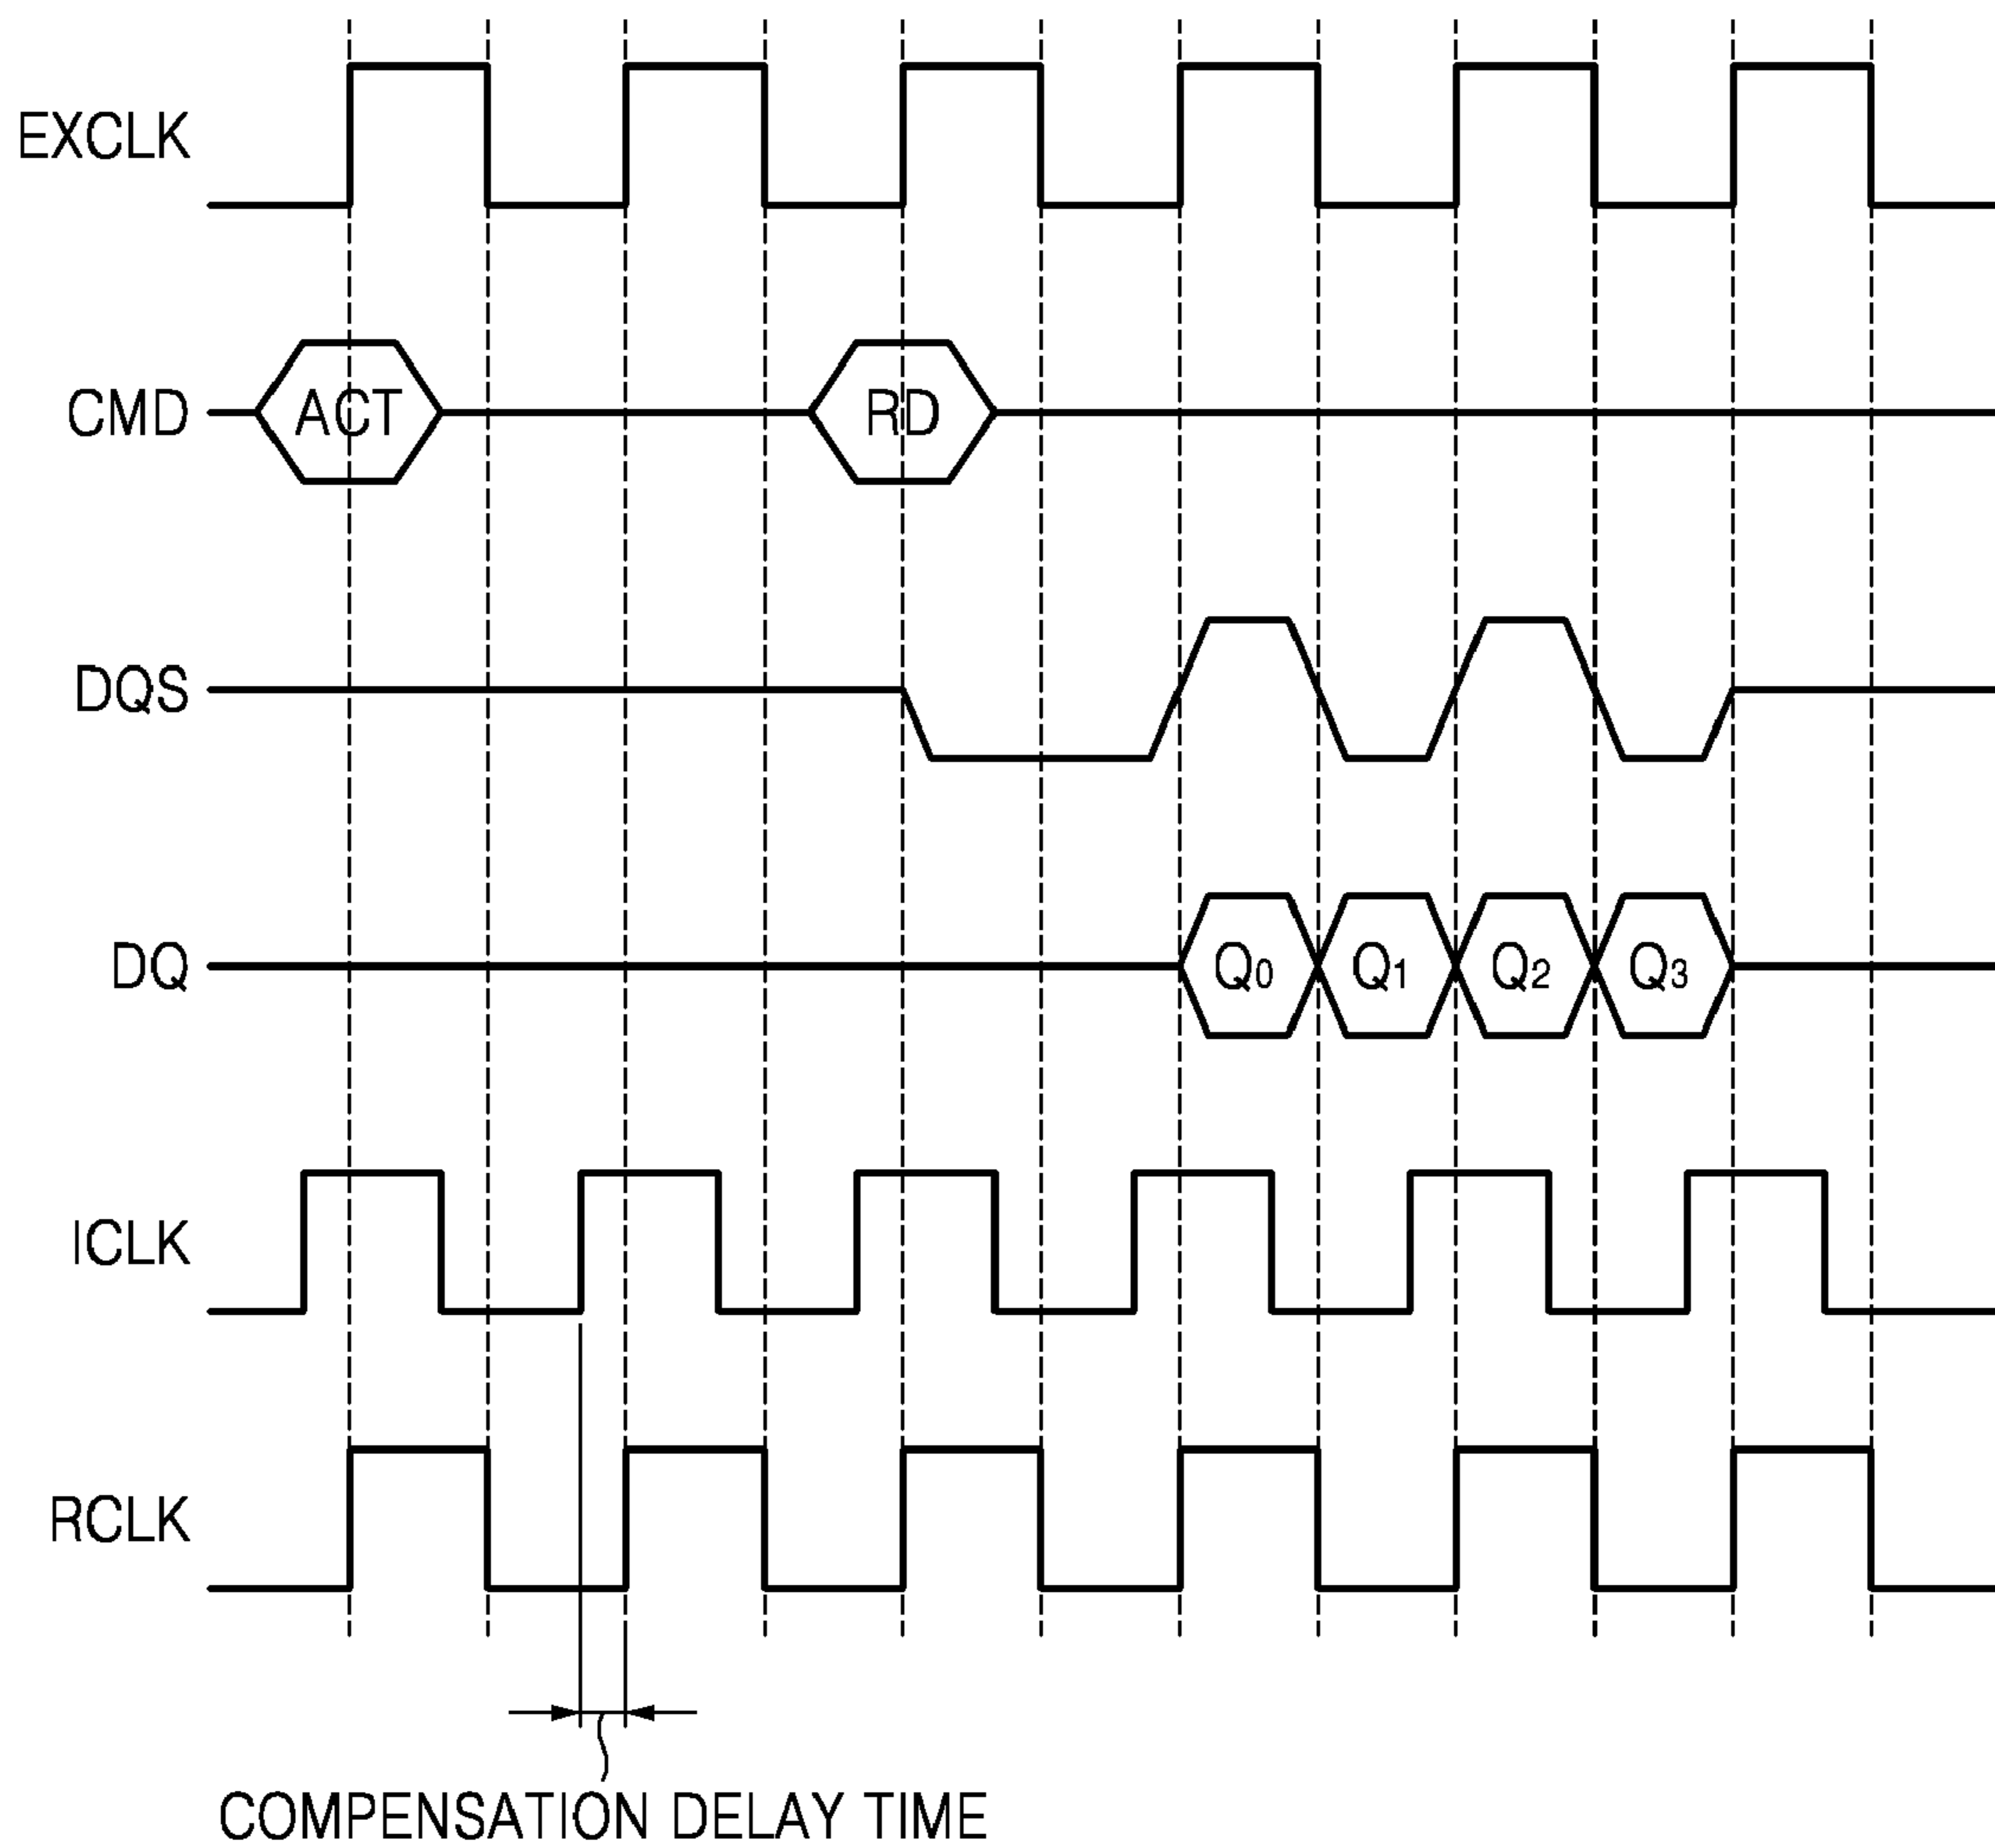 EXCLK
CMD
ACT
RD
DQS
DQ
Q0
Q1
Q2
Q3
ICLK
RCLK
COMPENSATION DELAY TIME